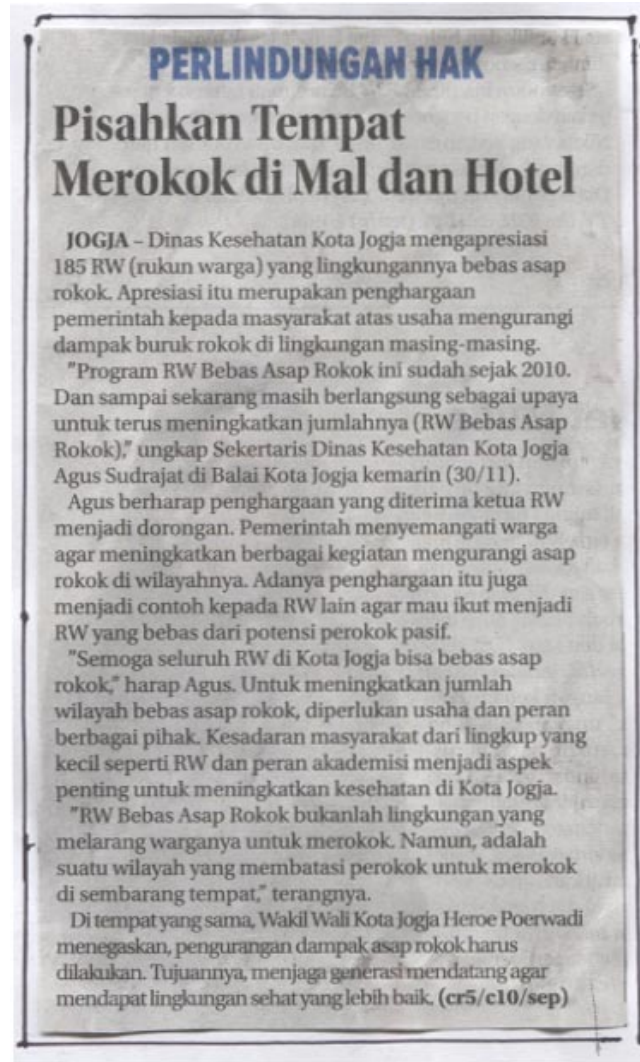 PERLINDUNGAN HAK
Pisahkan Tempat
Merokok di Mal dan Hotel
JOGJA – Dinas Kesehatan Kota Jogja mengapresiasi
185 RW (rukun warga) yang lingkungannya bebas asap
rokok. Apresiasi itu merupakan penghargaan
pemerintah kepada masyarakat atas usaha mengurangi
dampak buruk rokok di lingkungan masing-masing.
"Program RW Bebas Asap Rokok ini sudah sejak 2010.
Dan sampai sekarang masih berlangsung sebagai upaya
untuk terus meningkatkan jumlahnya (RW Bebas Asap
Rokok)," ungkap Sekertaris Dinas Kesehatan Kota Jogja
Agus Sudrajat di Balai Kota Jogja kemarin (30/11).
Agus berharap penghargaan yang diterima ketua RW
menjadi dorongan. Pemerintah menyemangati warga
agar meningkatkan berbagai kegiatan mengurangi asap
rokok di wilayahnya. Adanya penghargaan itu juga
menjadi contoh kepada RW lain agar mau ikut menjadi
RW yang bebas dari potensi perokok pasif.
"Semoga seluruh RW di Kota Jogja bisa bebas asap
rokok," harap Agus. Untuk meningkatkan jumlah
wilayah bebas asap rokok, diperlukan usaha dan peran
berbagai pihak. Kesadaran masyarakat dari lingkup yang
kecil seperti RW dan peran akademisi menjadi aspek
penting untuk meningkatkan kesehatan di Kota Jogja.
"RW Bebas Asap Rokok bukanlah lingkungan yang
melarang warganya untuk merokok. Namun, adalah
suatu wilayah yang membatasi perokok untuk merokok
di sembarang tempat," terangnya.
Di tempat yang sama, Wakil Wali Kota Jogja Heroe Poerwadi
menegaskan, pengurangan dampak asap rokok harus
dilakukan. Tujuannya, menjaga generasi mendatang agar
mendapat lingkungan sehat yang lebih baik. (cr5/c10/sep)